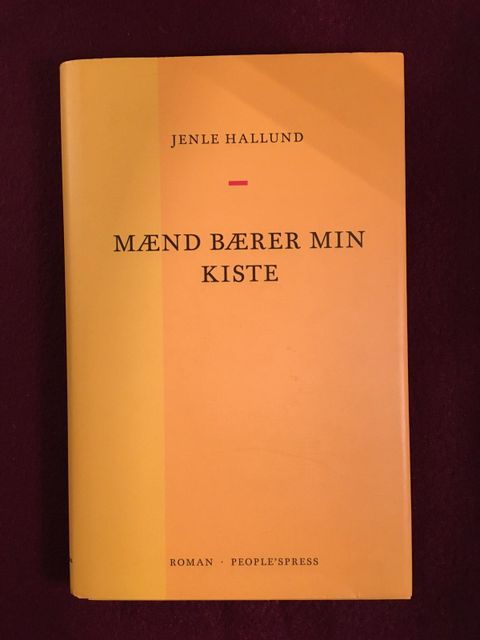 JENLE HALLUND
MÆND BÆRER MIN
KISTE
ROMAN · PEOPLE'SPRESS